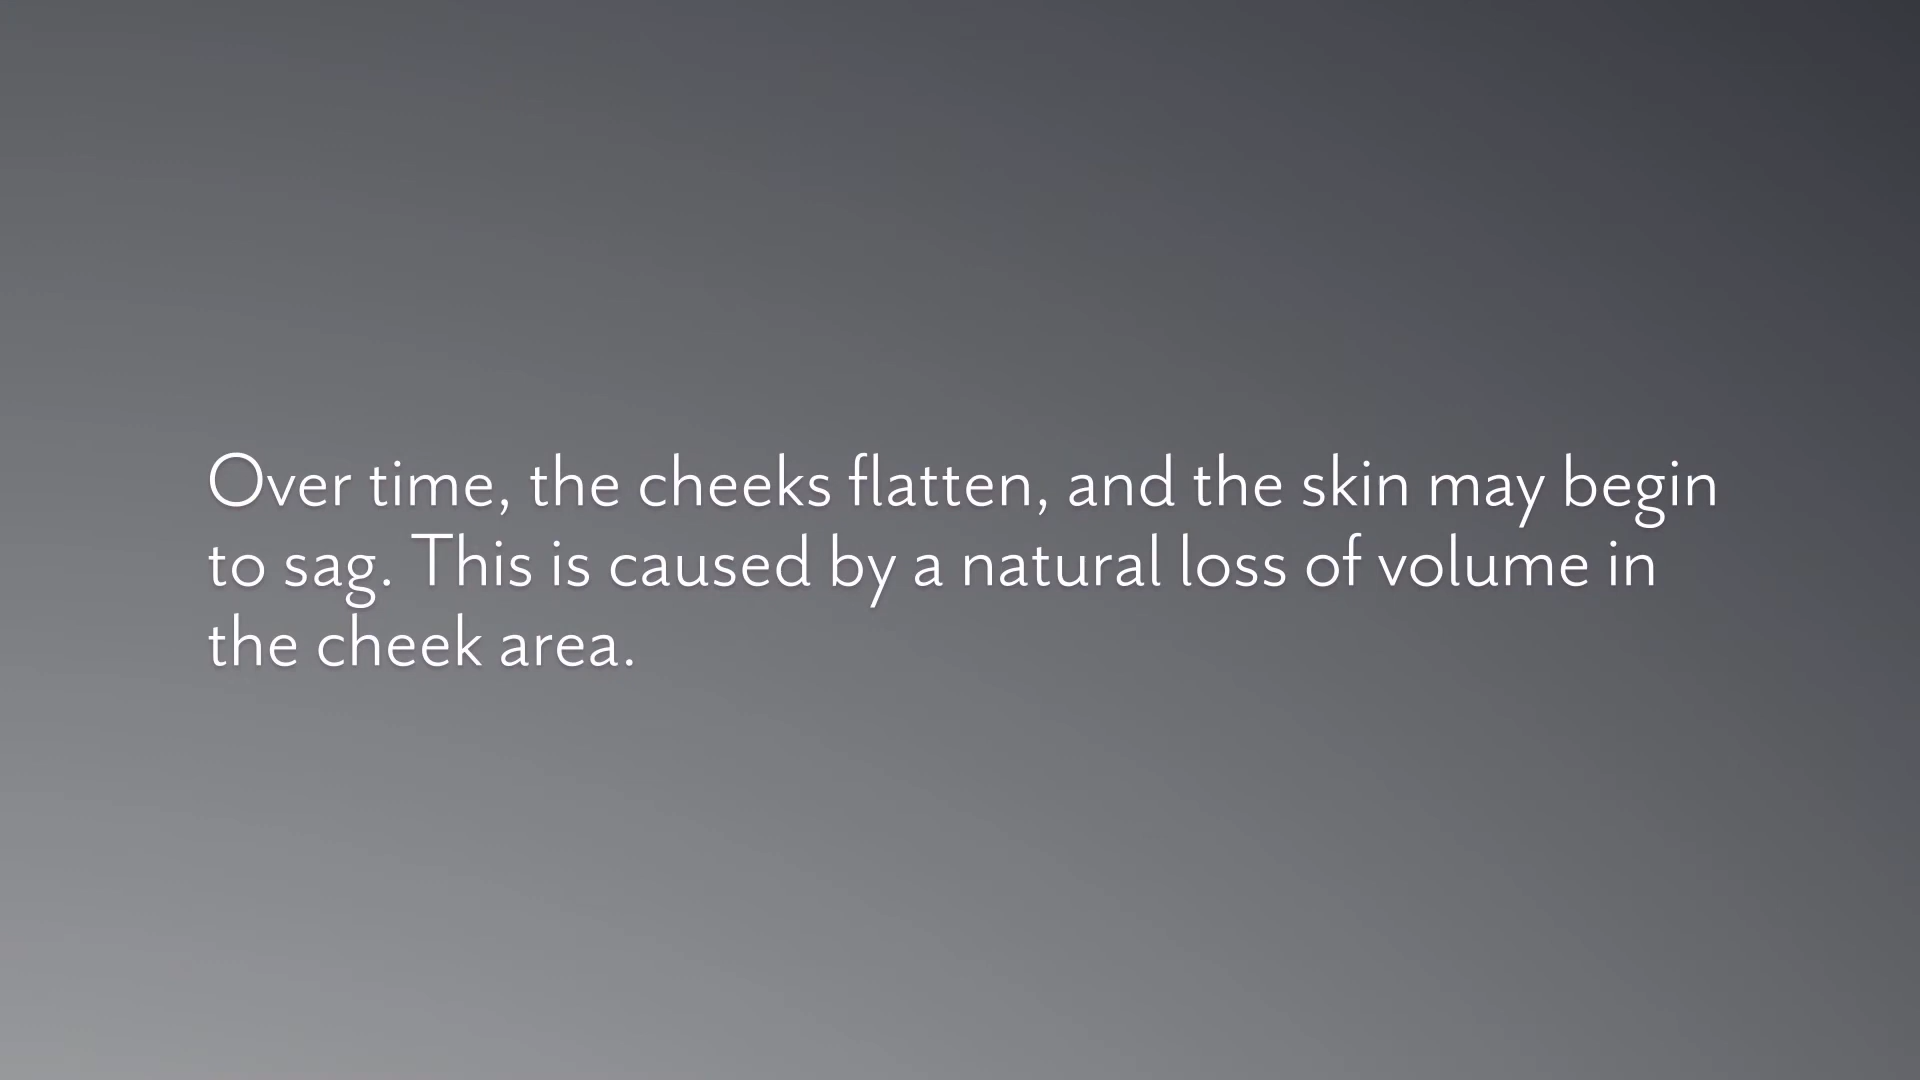 Over time, the cheeks flatten, and the skin may begin
to sag. This is caused by a natural loss of volume in
the cheek area.